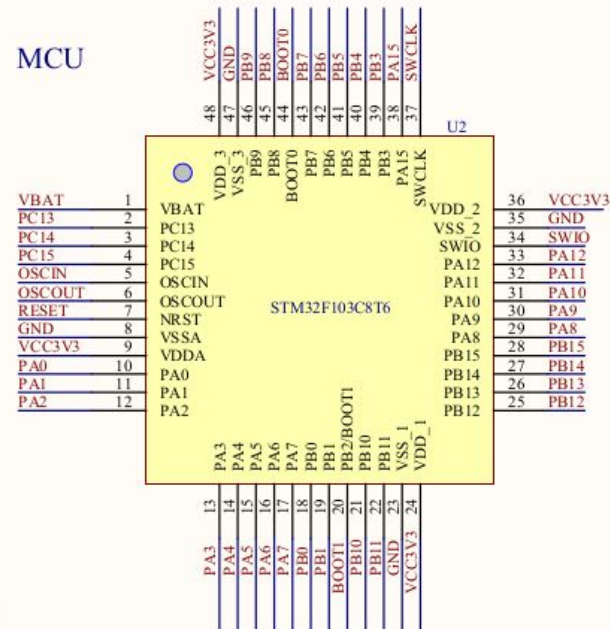 MCU
VCC3V3
GND
PB9
PB8
BOOT0
PB7
PB6
PB5
PB4
PB3
PA15
SWCLK
48
47
46
45
44
43
42
41
40
39
38
37
U2
VDD_3
VSS_3
PB9
PB8
BOOT0
PB7
PB6
PB5
PB4
PB3
PA15
SWCLK
VBAT 1 VBAT
PC13 2 PC13
PC14 3 PC14
PC15 4 PC15
OSCIN 5 OSCIN
OSCOUT 6 OSCOUT
RESET 7 NRST
GND 8 VSSA
VCC3V3 9 VDDA
PA0 10 PA0
PA1 11 PA1
PA2 12 PA2
STM32F103C8T6
VDD_2 36 VCC3V3
VSS_2 35 GND
SWIO 34 SWIO
PA12 33 PA12
PA11 32 PA11
PA10 31 PA10
PA9 30 PA9
PA8 29 PA8
PB15 28 PB15
PB14 27 PB14
PB13 26 PB13
PB12 25 PB12
PA3
PA4
PA5
PA6
PA7
PB0
PB1
PB2/BOOT1
PB10
PB11
VSS_1
VDD_1
13
14
15
16
17
18
19
20
21
22
23
24
PA3
PA4
PA5
PA6
PA7
PB0
PB1
BOOT1
PB10
PB11
GND
VCC3V3